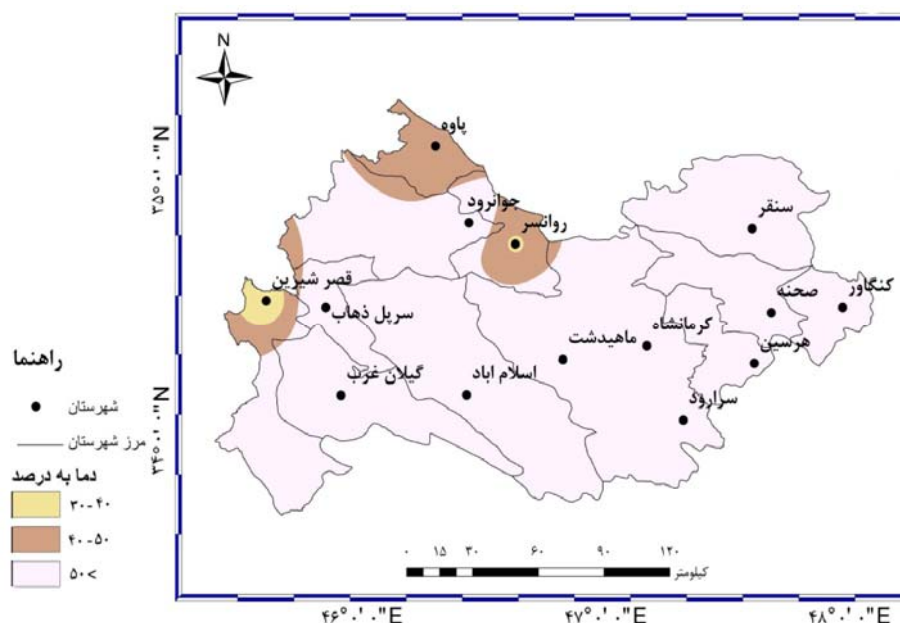 N
پاوه
جوانرود
روانسر
سنقر
قصر شیرین
سرپل ذهاب
صحنه
کنگاور
کرمانشاه
ماهیدشت
هرسین
گیلان غرب
اسلام اباد
سرارود
۳۵°۰'۰"N
۳۴°۰'۰"N
راهنما
شهرستان
مرز شهرستان
دما به درصد
۳۰-۴۰
۴۰-۵۰
۵۰>
۰ ۱۵ ۳۰ ۶۰ ۹۰ ۱۲۰
کیلومتر
۴۶°۰'۰"E ۴۷°۰'۰"E ۴۸°۰'۰"E